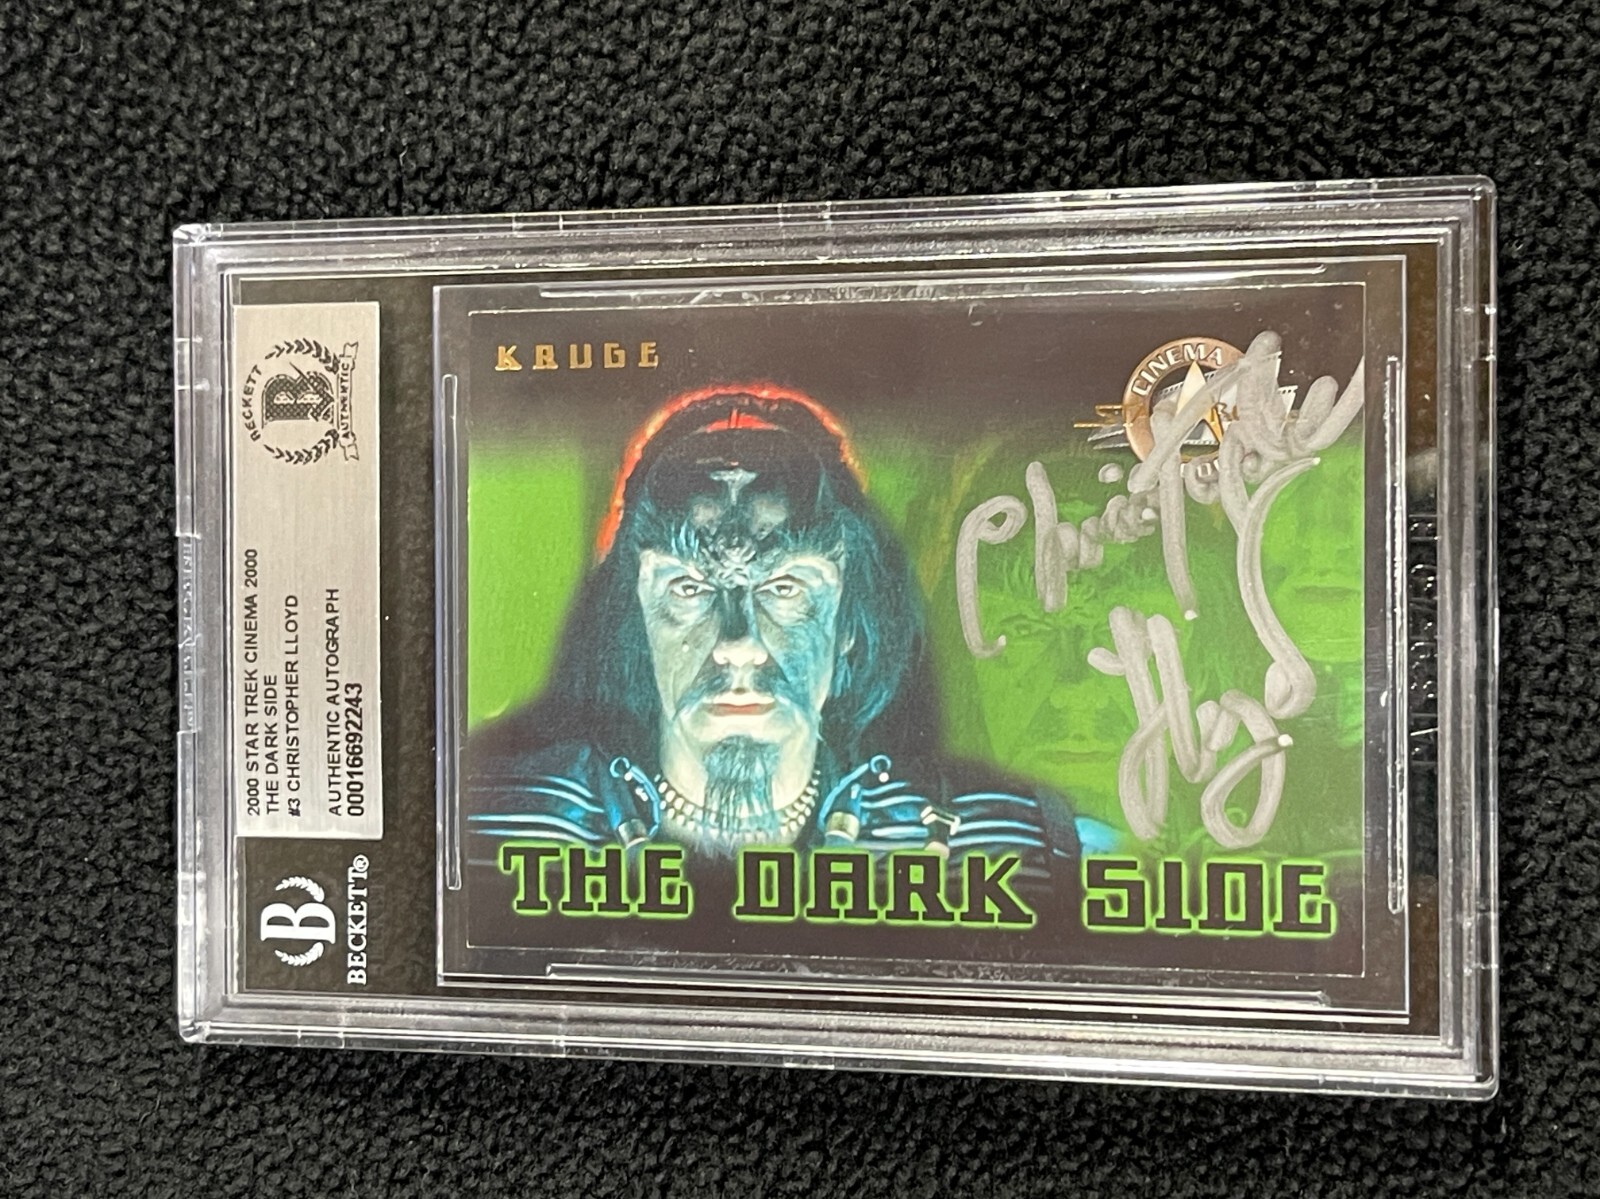 BECKETT
B
AUTHENTIC
2000 STAR TREK CINEMA 2000
THE DARK SIDE
#3 CHRISTOPHER LLOYD
AUTHENTIC AUTOGRAPH
00016692243
B
BECKETT®
KRUGE
CINEMA
Christopher
Lloyd
THE DARK SIDE